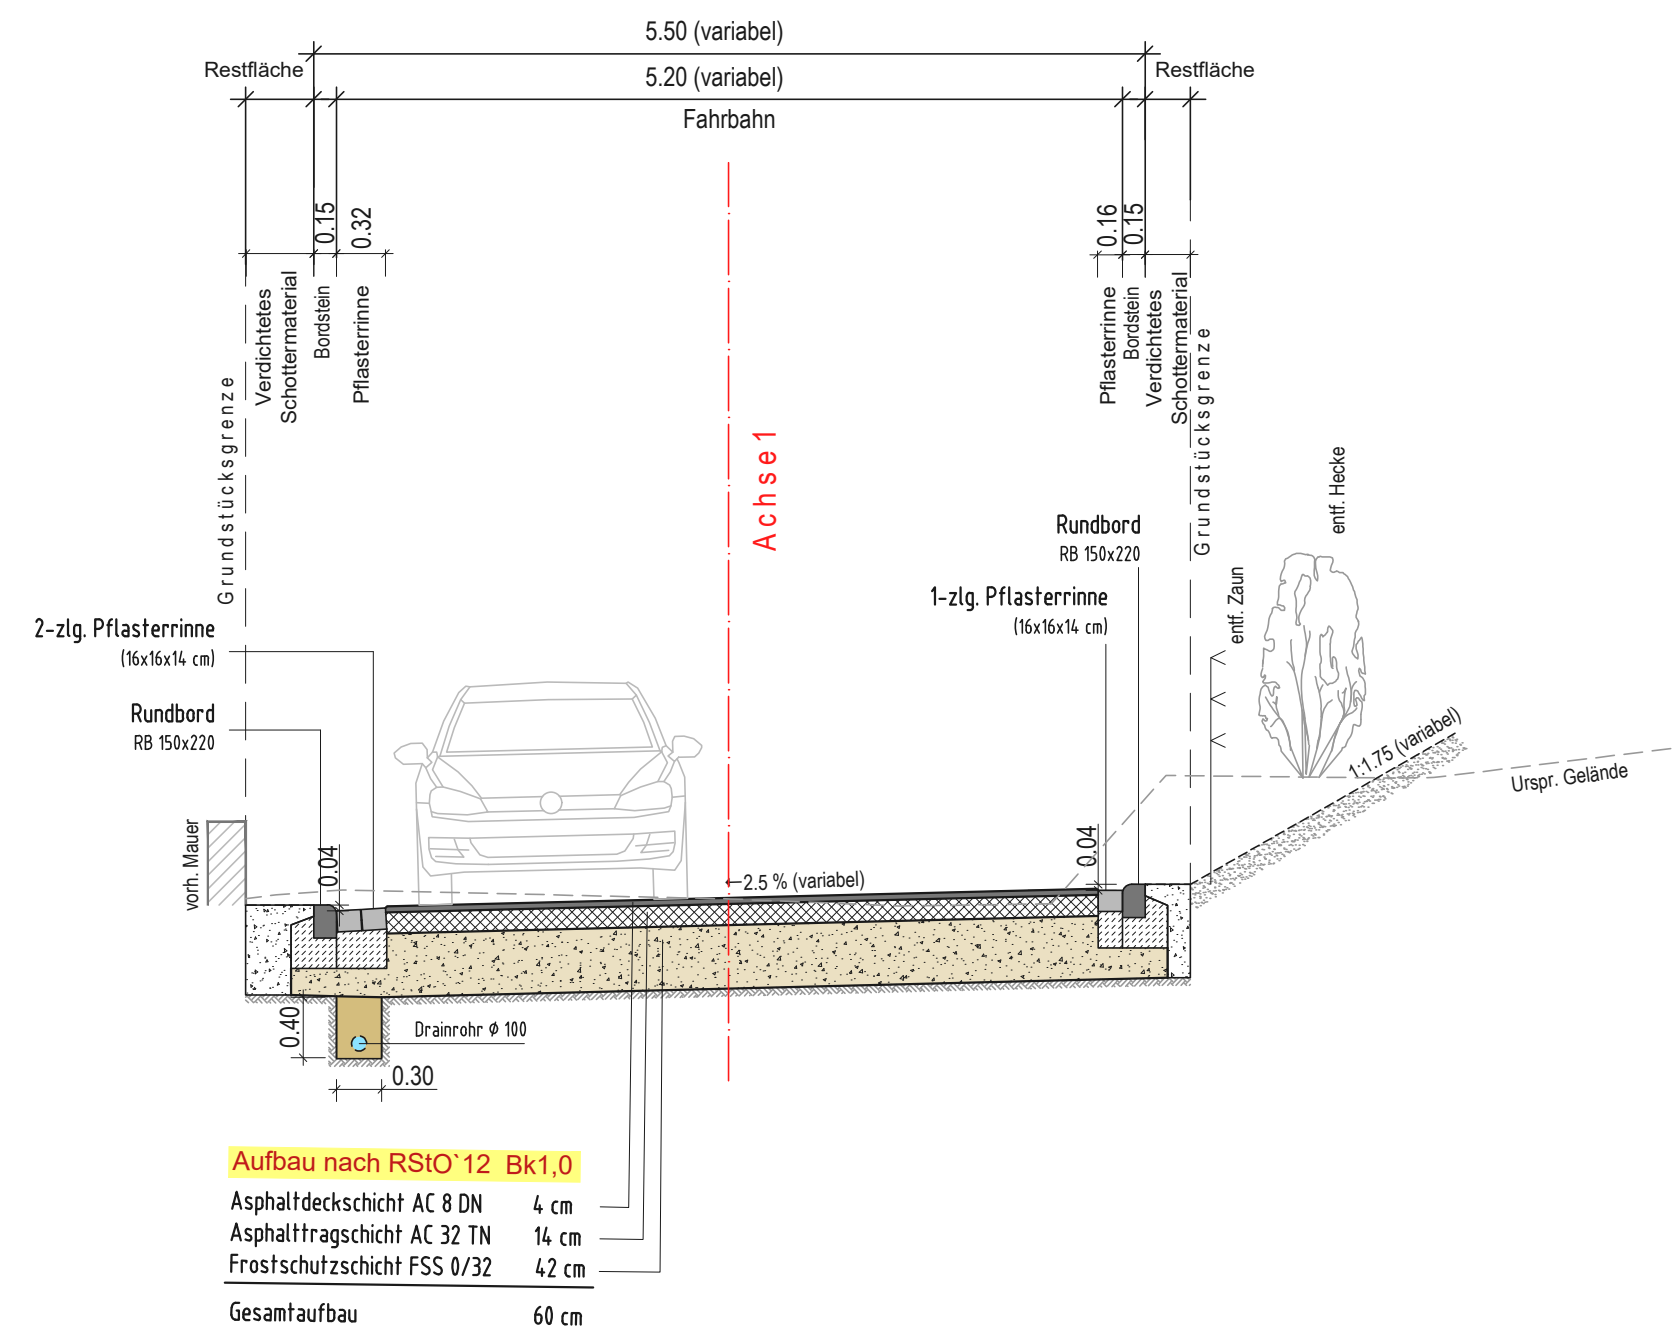 5.50 (variabel)
Restfläche
5.20 (variabel)
Restfläche
Fahrbahn
0.15
0.32
0.16
0.15
Verdichtetes
Schottermaterial
Bordstein
Pflasterrinne
Pflasterrinne
Bordstein
Verdichtetes
Schottermaterial
Grundstücksgrenze
Grundstücksgrenze
Achse 1
entf. Hecke
Rundbord
RB 150x220
entf. Zaun
1-zlg. Pflasterrinne
(16x16x14 cm)
2-zlg. Pflasterrinne
(16x16x14 cm)
Rundbord
RB 150x220
1:1.75 (variabel)
Urspr. Gelände
vorh. Mauer
0.04
0.04
2.5 % (variabel)
0.40
Drainrohr Φ 100
0.30
Aufbau nach RStO`12 Bk1,0
Asphaltdeckschicht AC 8 DN 4 cm
Asphalttragschicht AC 32 TN 14 cm
Frostschutzschicht FSS 0/32 42 cm
Gesamtaufbau 60 cm